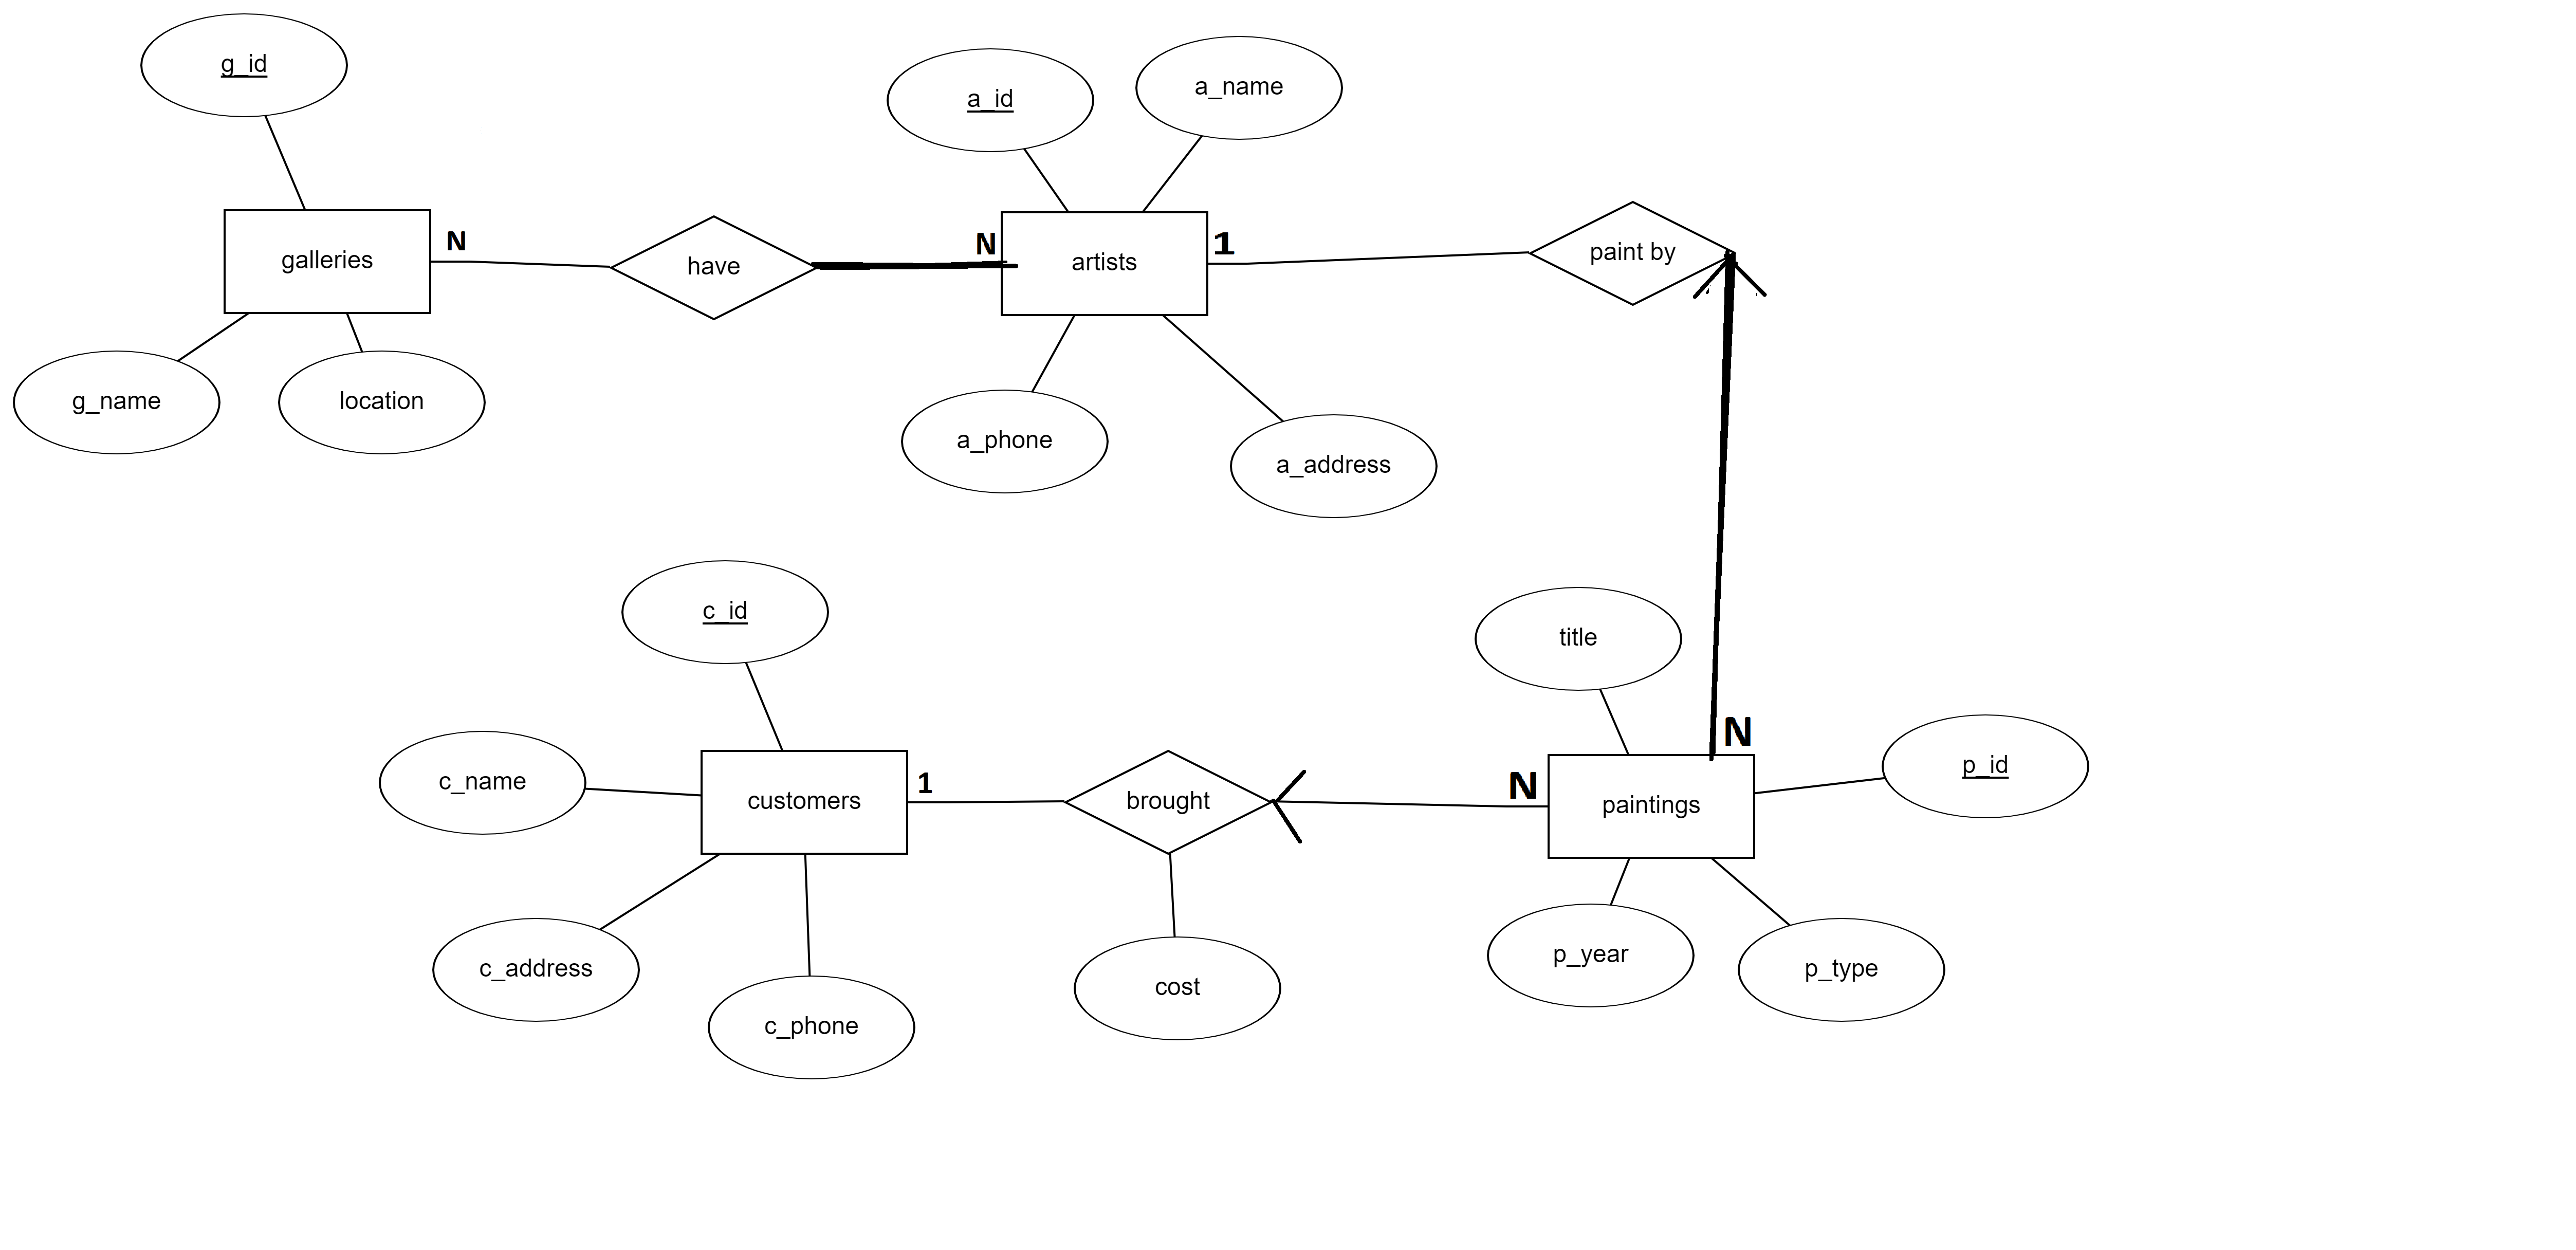 g_id
a_id
a_name
galleries
N
have
N
artists
1
paint by
g_name
location
a_phone
a_address
c_id
title
N
p_id
c_name
customers
1
brought
N
paintings
c_address
c_phone
cost
p_year
p_type